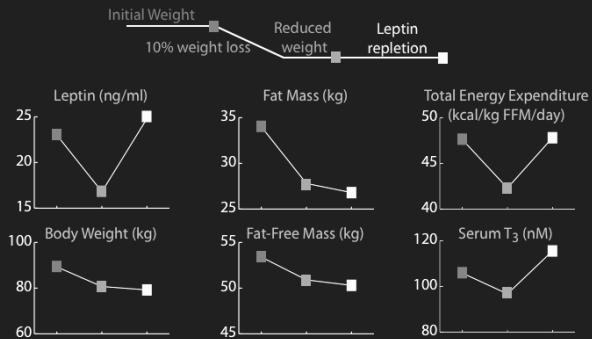 Initial Weight
10% weight loss
Reduced
weight
Leptin
repletion
Leptin (ng/ml)
25
20
15
Fat Mass (kg)
35
31
28
25
Total Energy Expenditure
(kcal/kg FFM/day)
50
45
40
Body Weight (kg)
100
80
60
Fat-Free Mass (kg)
55
50
45
Serum T₃ (nM)
120
100
80